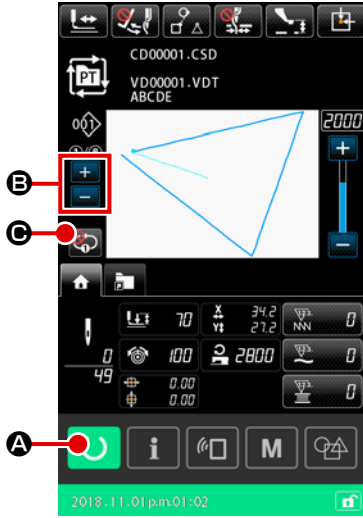 CD00001.CSD
PT
VD00001.VDT
ABCDE
001
2000
+
+
B
−
C
−
70
X 34.2
Y 27.2
0
0
100
2800
0
49
0.00
0.00
0
A
i
M
2018.11.01 p.m.01:02